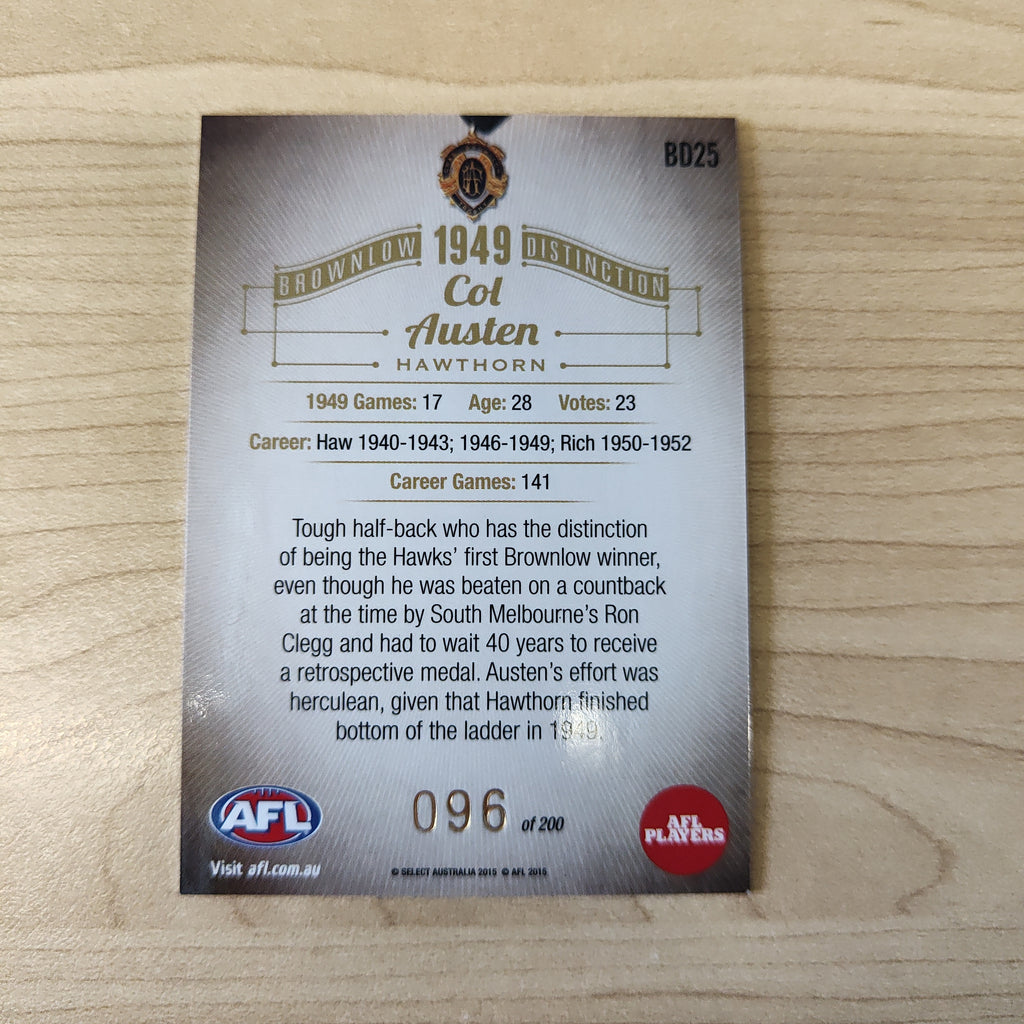 BD25
BROWNLOW 1949 DISTINCTION
Col
Austen
HAWTHORN
1949 Games: 17 Age: 28 Votes: 23
Career: Haw 1940-1943; 1946-1949; Rich 1950-1952
Career Games: 141
Tough half-back who has the distinction
of being the Hawks' first Brownlow winner,
even though he was beaten on a countback
at the time by South Melbourne's Ron
Clegg and had to wait 40 years to receive
a retrospective medal. Austen's effort was
herculean, given that Hawthorn finished
bottom of the ladder in 1949.
AFL
096 of 200
AFL
PLAYERS
Visit afl.com.au
© SELECT AUSTRALIA 2015 © AFL 2015